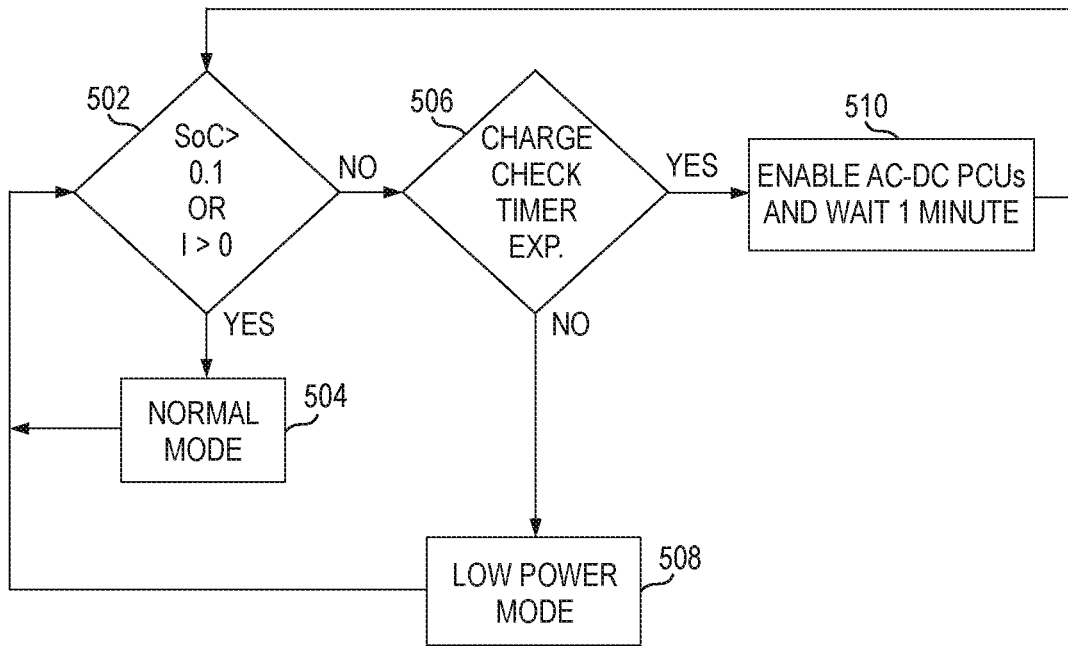 502
SoC>
0.1
OR
I > 0
NO
YES
506
CHARGE
CHECK
TIMER
EXP.
YES
NO
510
ENABLE AC-DC PCUs
AND WAIT 1 MINUTE
504
NORMAL
MODE
508
LOW POWER
MODE